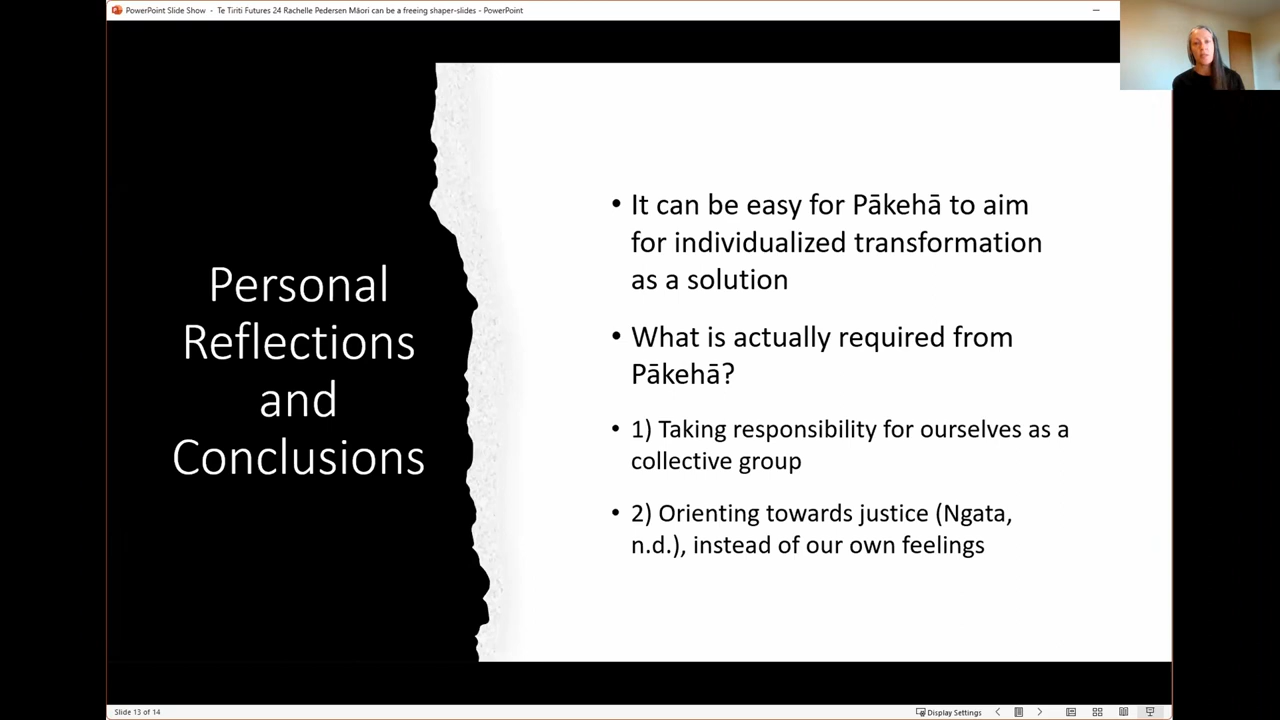 PowerPoint Slide Show - Te Tiriti Futures 24 Rachelle Pedersen Māori can be a freeing shaper-slides - PowerPoint
Personal
Reflections
and
Conclusions
• It can be easy for Pākehā to aim
for individualized transformation
as a solution
• What is actually required from
Pākehā?
• 1) Taking responsibility for ourselves as a
collective group
• 2) Orienting towards justice (Ngata,
n.d.), instead of our own feelings
Slide 13 of 14
Display Settings